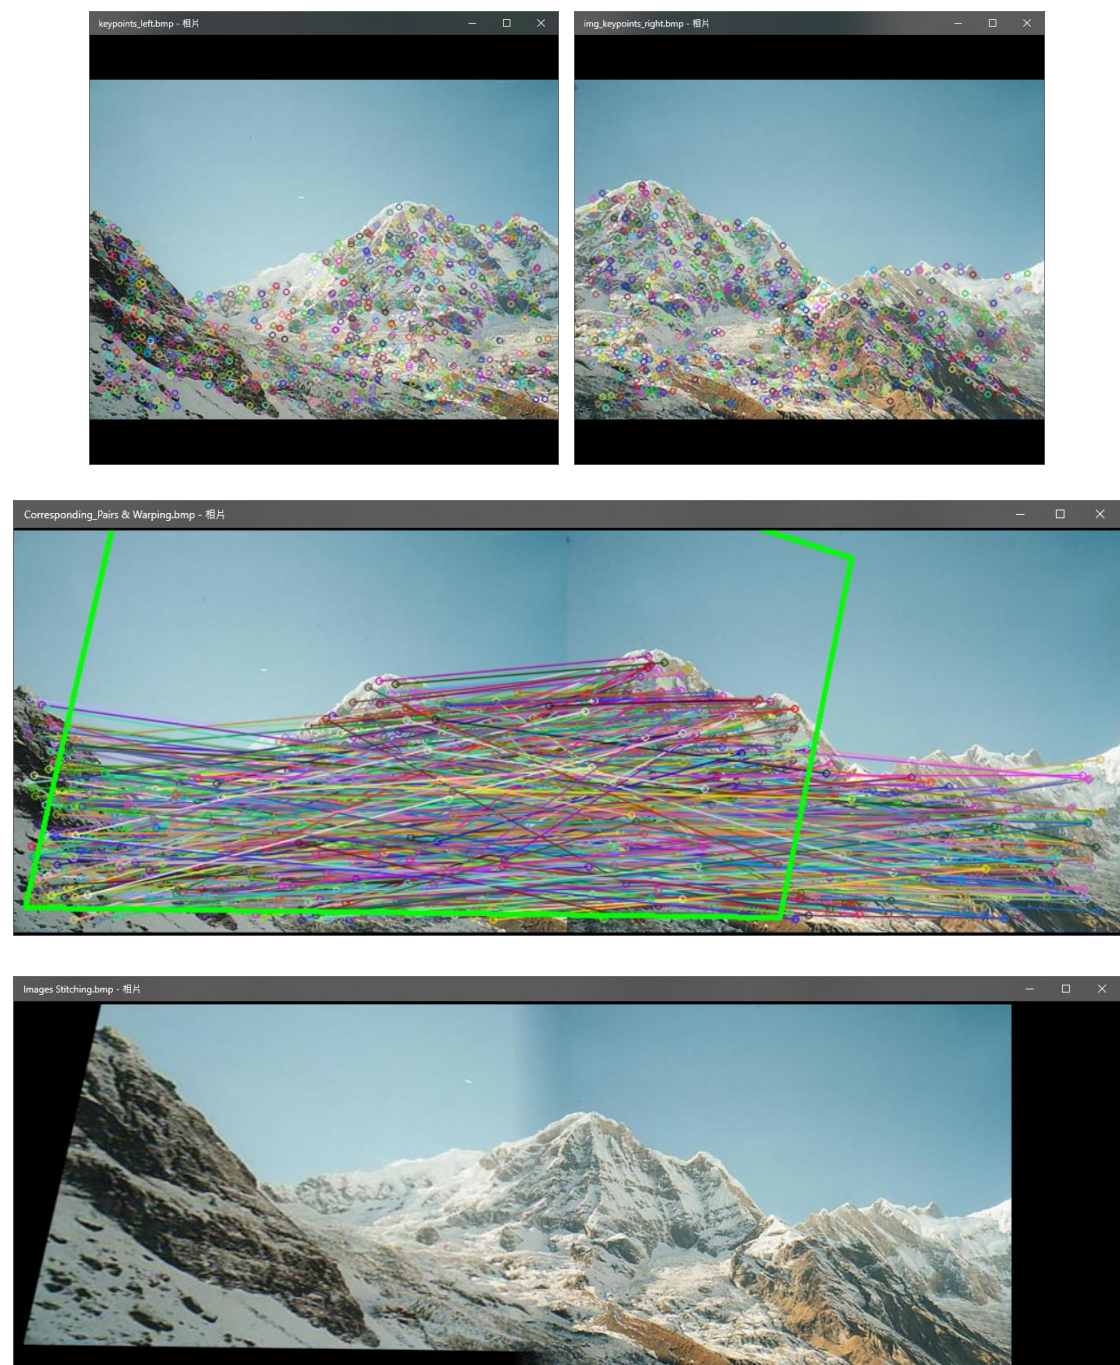 keypoints_left.bmp - 相片
img_keypoints_right.bmp - 相片
Corresponding_Pairs & Warping.bmp - 相片
Images Stitching.bmp - 相片